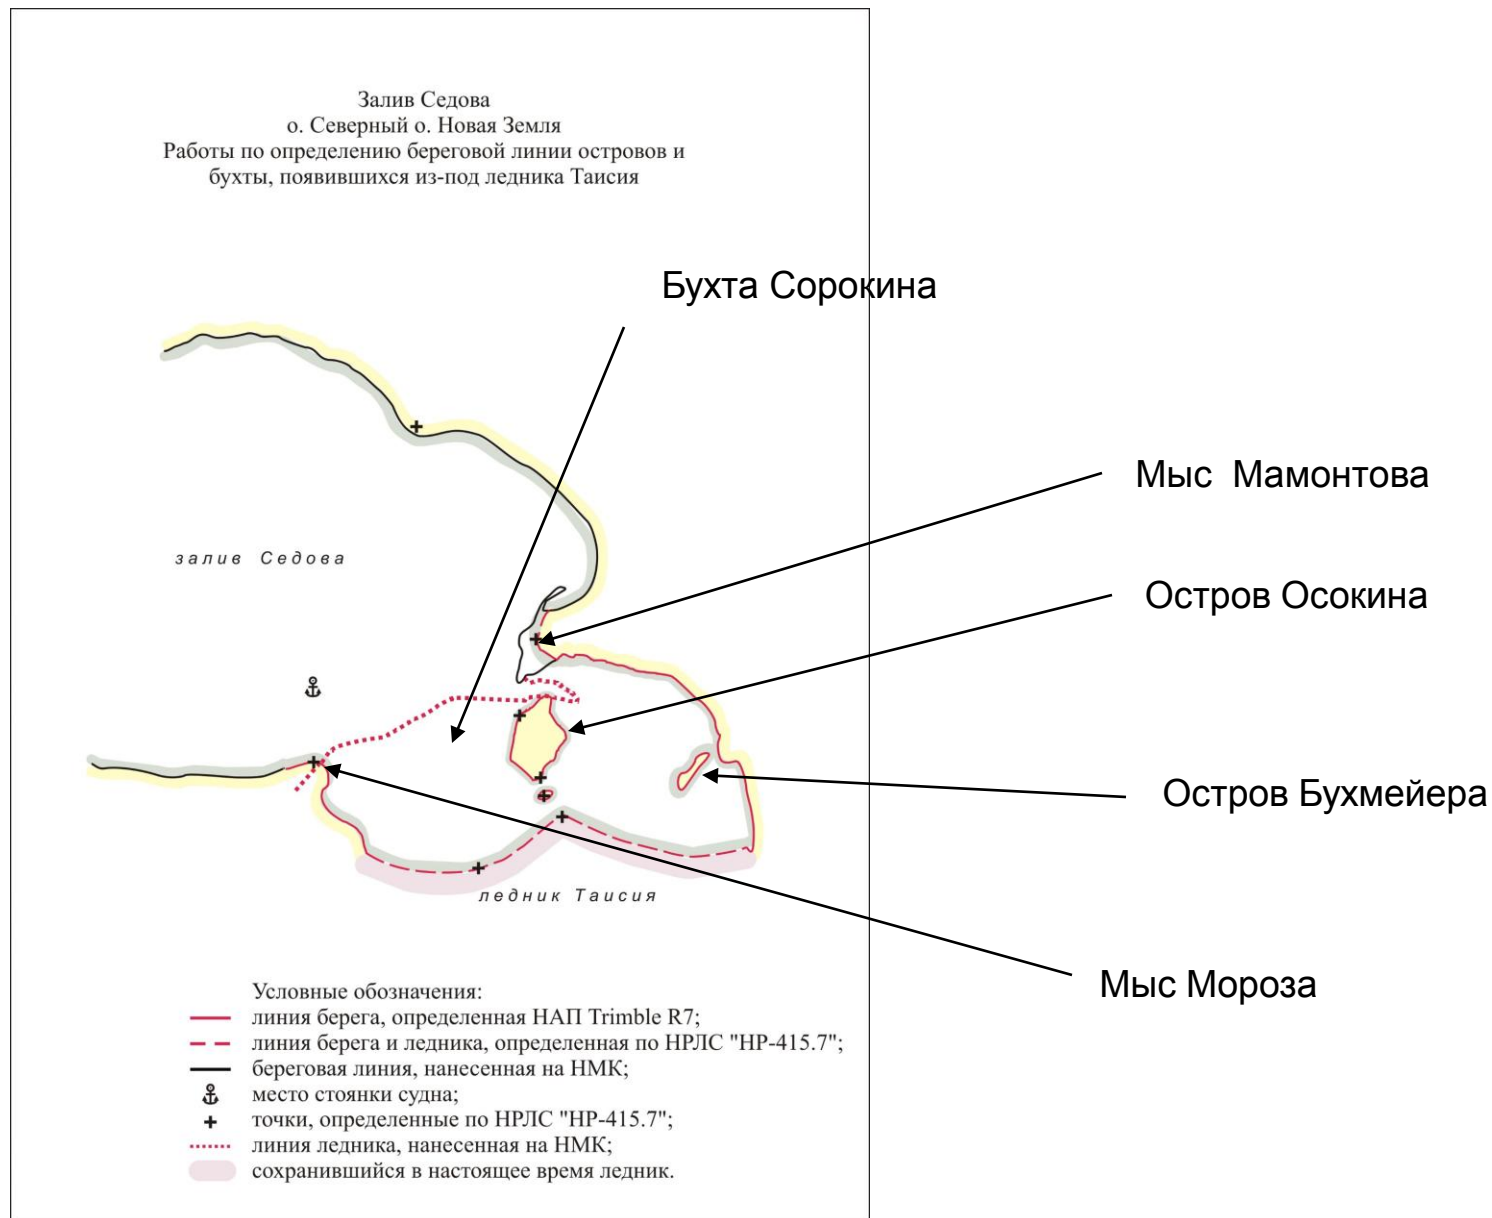 Залив Седова
о. Северный о. Новая Земля
Работы по определению береговой линии островов и
бухты, появившихся из-под ледника Таисия
Бухта Сорокина
Мыс Мамонтова
залив Седова
Остров Осокина
Остров Бухмейера
ледник Таисия
Мыс Мороза
Условные обозначения:
линия берега, определенная НАП Trimble R7;
линия берега и ледника, определенная по НРЛС "НР-415.7";
береговая линия, нанесенная на НМК;
место стоянки судна;
точки, определенные по НРЛС "НР-415.7";
линия ледника, нанесенная на НМК;
сохранившийся в настоящее время ледник.